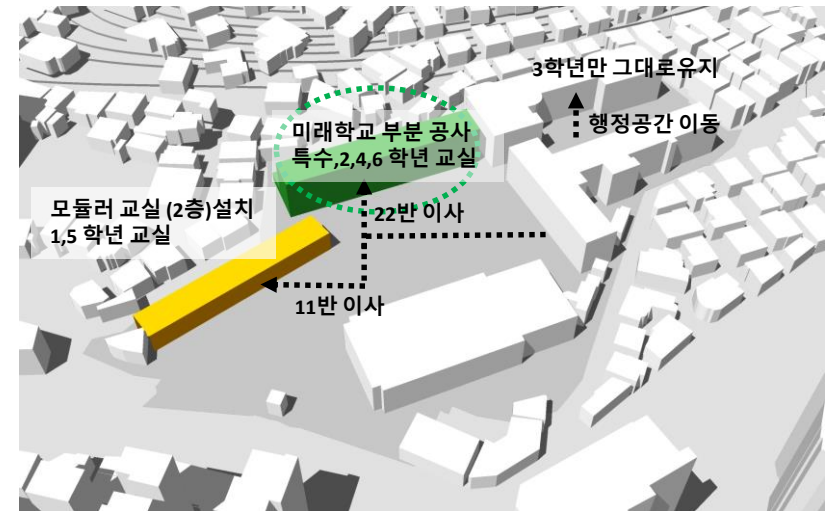 3학년만 그대로유지
행정공간 이동
미래학교 부분 공사
특수,2,4,6 학년 교실
모듈러 교실 (2층)설치
1,5 학년 교실
22반 이사
11반 이사